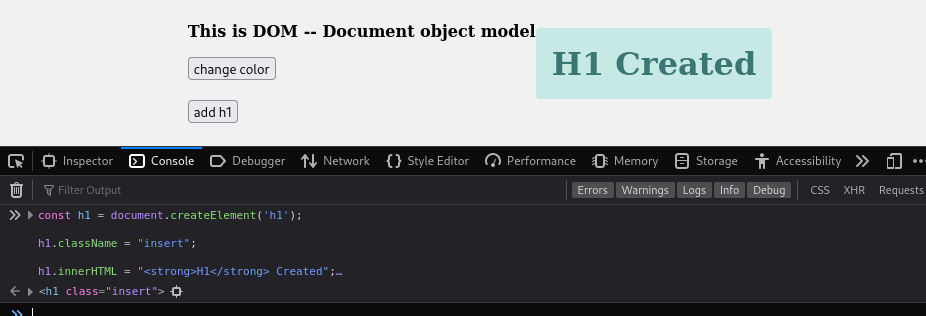 This is DOM -- Document object model
H1 Created
change color
add h1
Inspector Console Debugger Network Style Editor Performance Memory Storage Accessibility
Filter Output Errors Warnings Logs Info Debug CSS XHR Requests
const h1 = document.createElement('h1');
h1.className = "insert";
h1.innerHTML = "<strong>H1</strong> Created";…
<h1 class="insert">